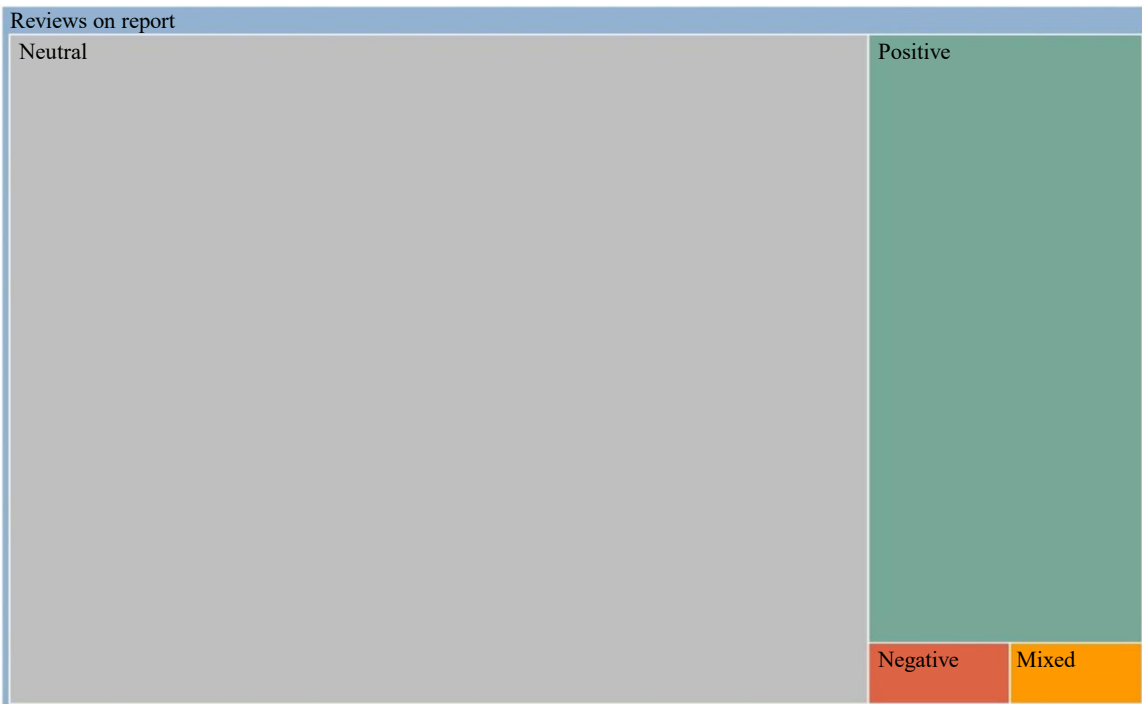 Reviews on report
Neutral
Positive
Negative
Mixed